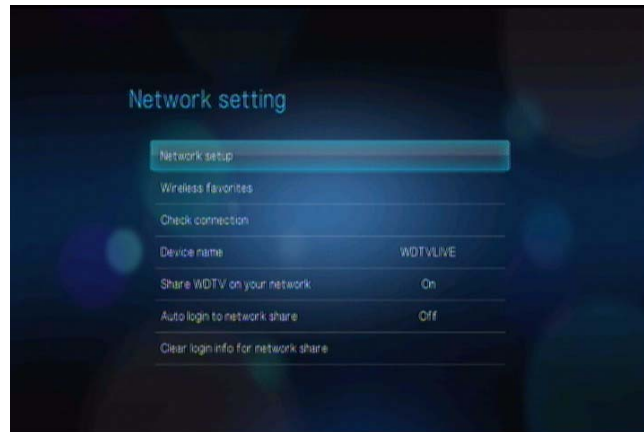 Network setting
Network setup
Wireless favorites
Check connection
Device name WDTVLIVE
Share WDTV on your network On
Auto login to network share Off
Clear login info for network share